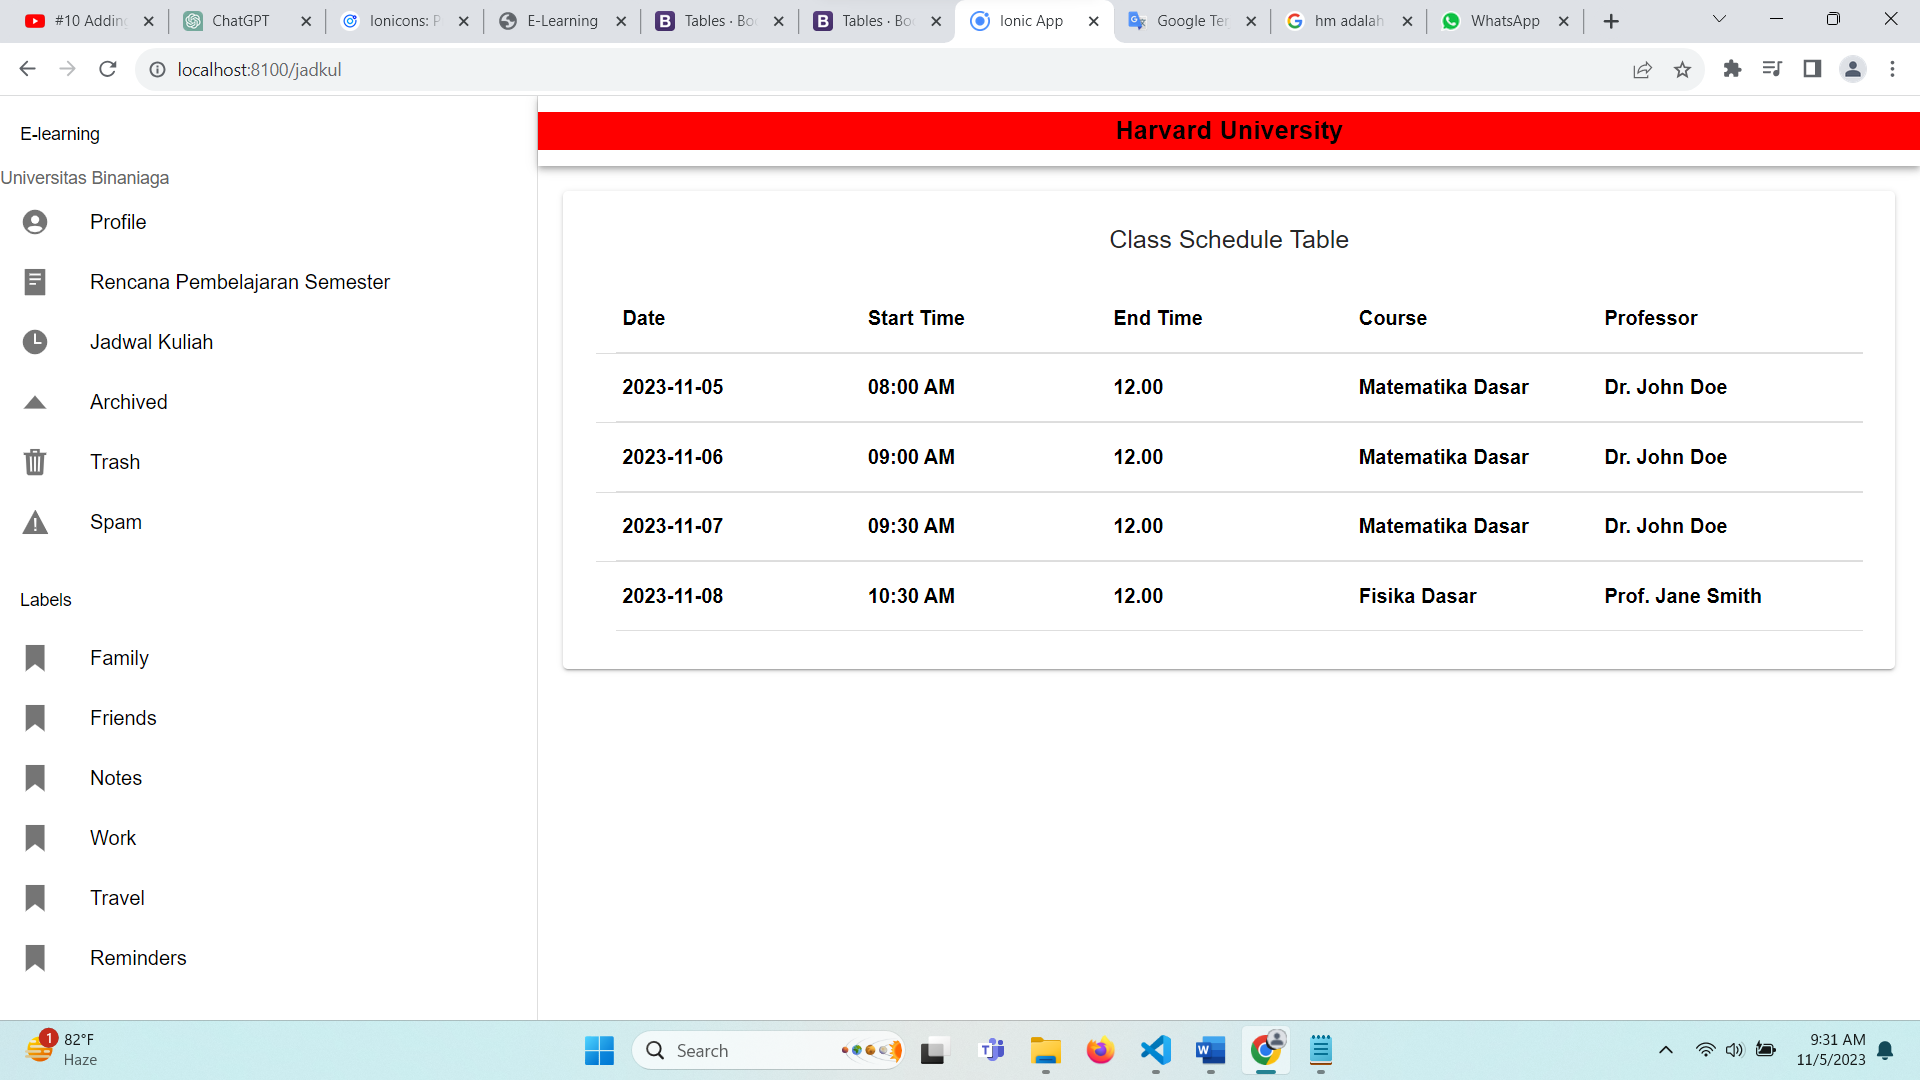 #10 Addin
ChatGPT
Ionicons: P
E-Learning
Tables · Boo
Tables · Boo
Ionic App
Google Ter
hm adalah
WhatsApp
localhost:8100/jadkul
E-learning
Universitas Binaniaga
Profile
Rencana Pembelajaran Semester
Jadwal Kuliah
Archived
Trash
Spam
Labels
Family
Friends
Notes
Work
Travel
Reminders
Harvard University
Class Schedule Table
Date Start Time End Time Course Professor
2023-11-05 08:00 AM 12.00 Matematika Dasar Dr. John Doe
2023-11-06 09:00 AM 12.00 Matematika Dasar Dr. John Doe
2023-11-07 09:30 AM 12.00 Matematika Dasar Dr. John Doe
2023-11-08 10:30 AM 12.00 Fisika Dasar Prof. Jane Smith
1
82°F
Haze
Search
9:31 AM
11/5/2023